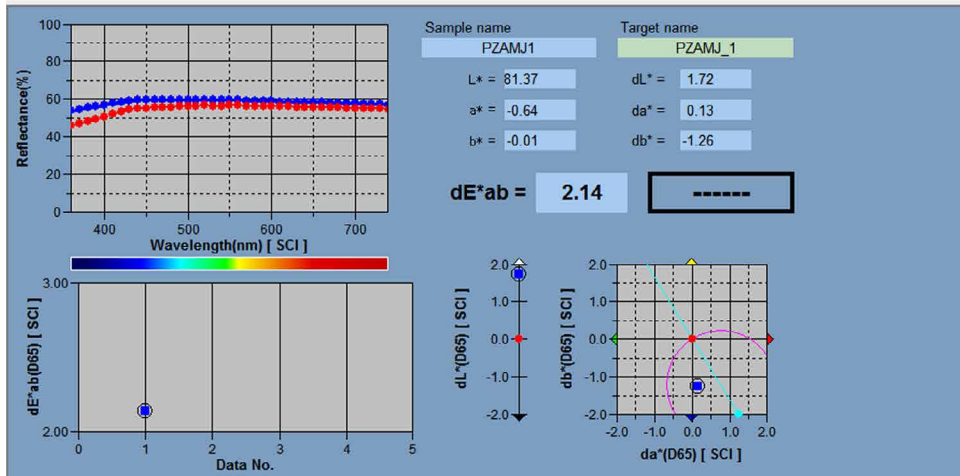 Sample name
Target name
PZAMJ1
PZAMJ_1
L* = 81.37
dL* = 1.72
a* = -0.64
da* = 0.13
b* = -0.01
db* = -1.26
dE*ab = 2.14
------
Reflectance(%)
100
80
60
40
20
0
400 500 600 700
Wavelength(nm) [ SCI ]
dE*ab(D65) [ SCI ]
3.00
2.00
0 1 2 3 4 5
Data No.
dL*(D65) [ SCI ]
2.0
1.0
0.0
-1.0
-2.0
db*(D65) [ SCI ]
2.0
1.0
0.0
-1.0
-2.0
-2.0 -1.0 0.0 1.0 2.0
da*(D65) [ SCI ]